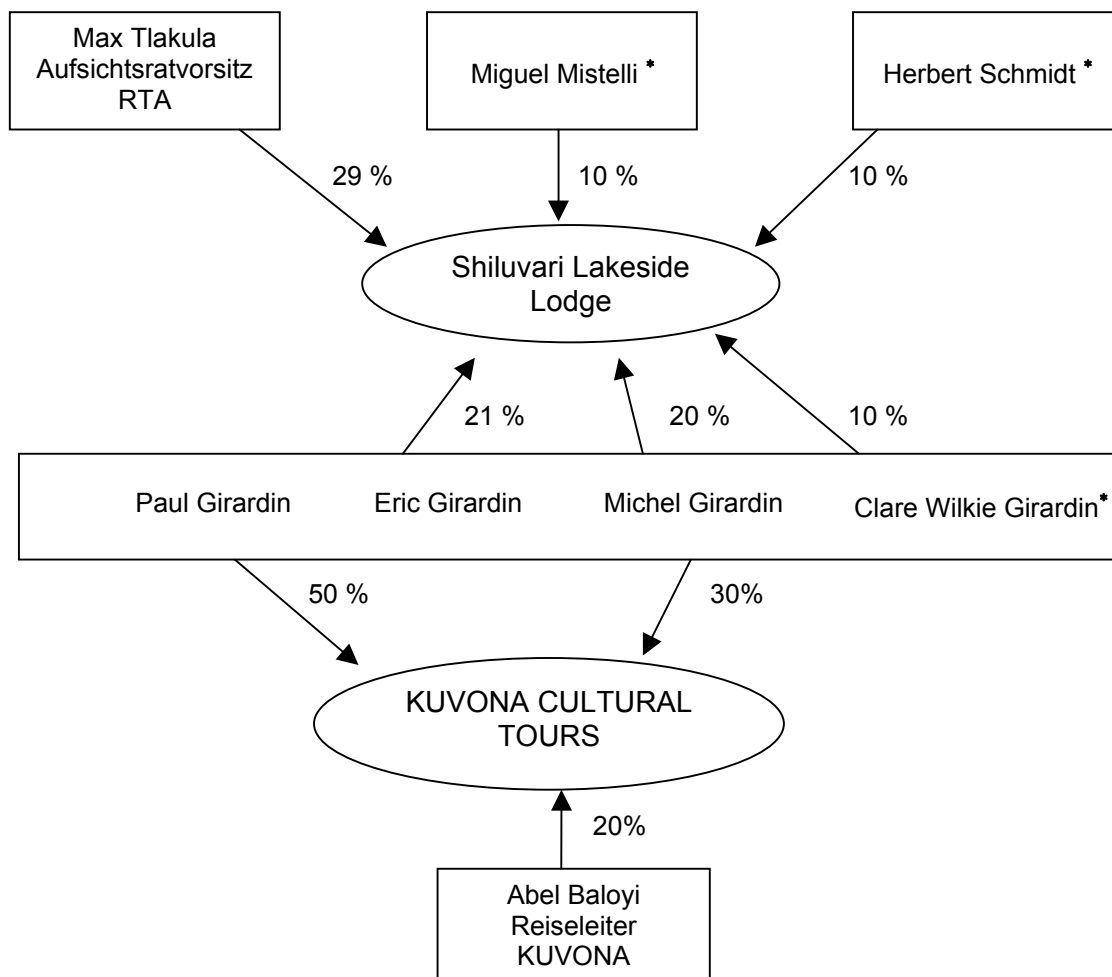 Max Tlakula
Aufsichtsratvorsitz
RTA
Miguel Mistelli *
Herbert Schmidt *
29 %
10 %
10 %
Shiluvari Lakeside
Lodge
21 %
20 %
10 %
Paul Girardin
Eric Girardin
Michel Girardin
Clare Wilkie Girardin*
50 %
30%
KUVONA CULTURAL
TOURS
20%
Abel Baloyi
Reiseleiter
KUVONA